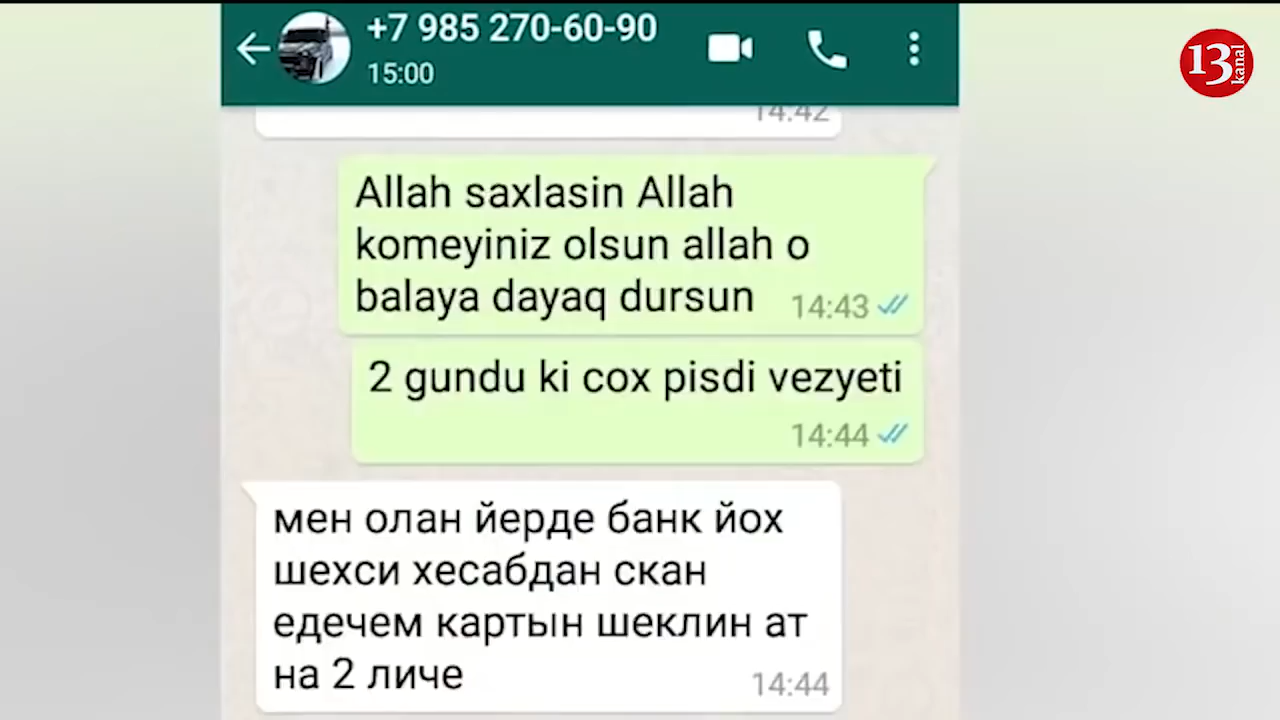 +7 985 270-60-90
15:00
13
kanal
14:42
Allah saxlasin Allah
komeyiniz olsun allah o
balaya dayaq dursun 14:43
2 gundu ki cox pisdi vezyeti
14:44
мен олан йерде банк йох
шехси хесабдан скан
едечем картын шеклин ат
на 2 личе 14:44